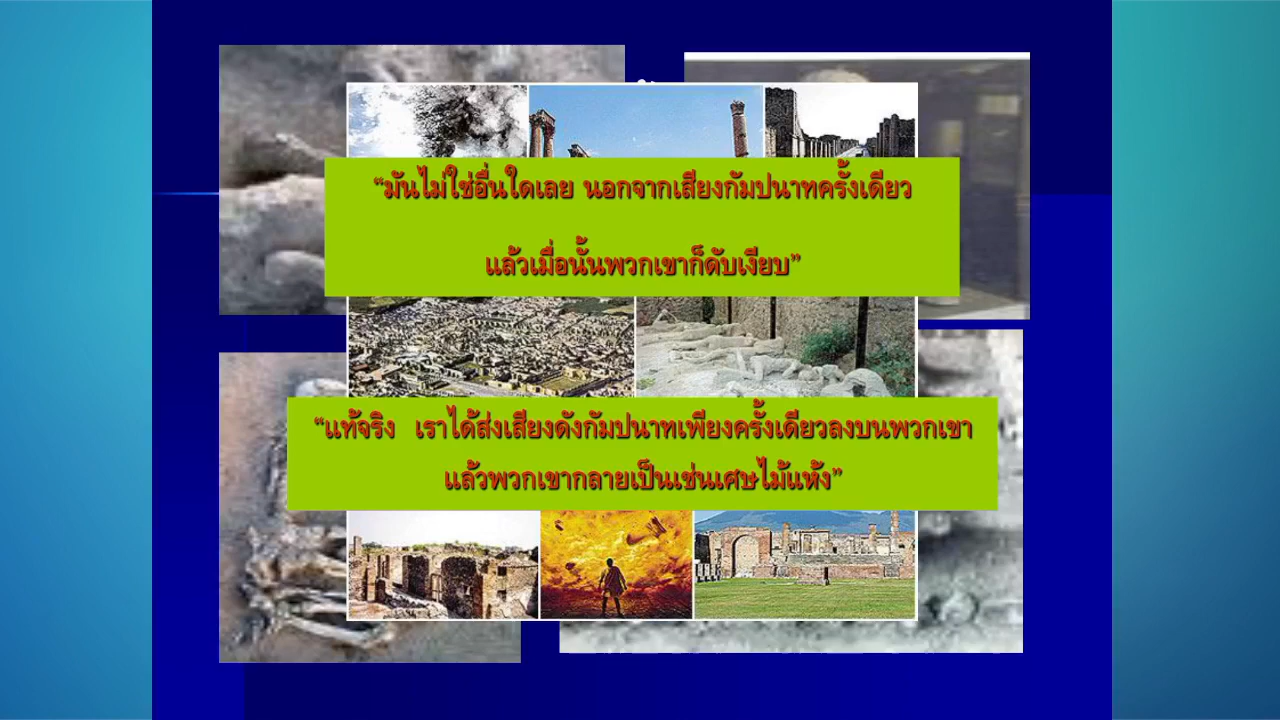 “มันไม่ใช่อื่นใดเลย นอกจากเสียงกัมปนาทครั้งเดียว
แล้วเมื่อนั้นพวกเขาก็ดับเงียบ”
“แท้จริง เราได้ส่งเสียงดังกัมปนาทเพียงครั้งเดียวลงบนพวกเขา
แล้วพวกเขากลายเป็นเช่นเศษไม้แห้ง”